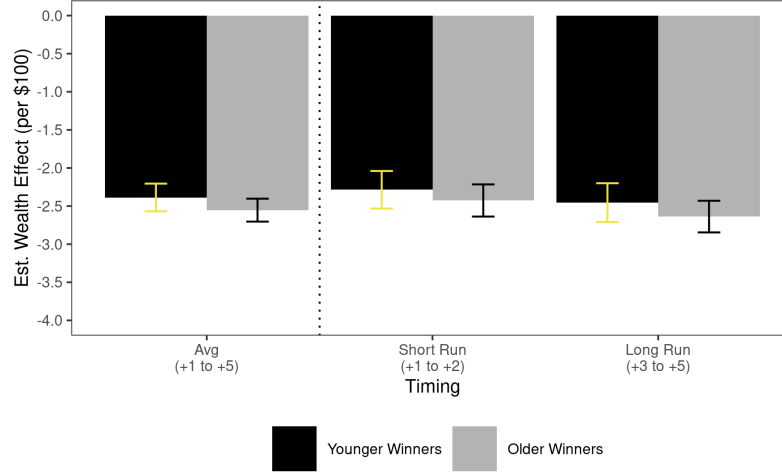 Est. Wealth Effect (per $100)
0.0
-0.5
-1.0
-1.5
-2.0
-2.5
-3.0
-3.5
-4.0
Avg
(+1 to +5)
Short Run
(+1 to +2)
Long Run
(+3 to +5)
Timing
Younger Winners
Older Winners